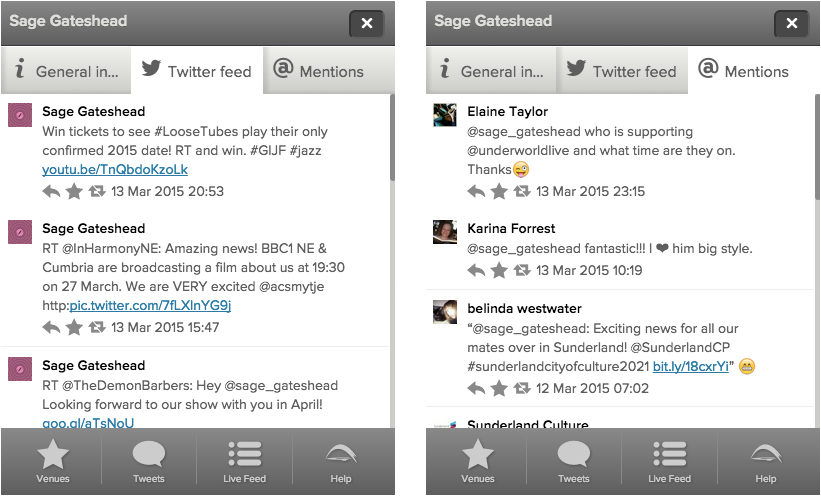 Sage Gateshead
General in...
Twitter feed
Mentions
Sage Gateshead
Win tickets to see #LooseTubes play their only
confirmed 2015 date! RT and win. #GIJF #jazz
youtu.be/TnQbdoKzoLk
13 Mar 2015 20:53
Sage Gateshead
RT @InHarmonyNE: Amazing news! BBC1 NE &
Cumbria are broadcasting a film about us at 19:30
on 27 March. We are VERY excited @acsmytje
http:pic.twitter.com/7fLXlnYG9j
13 Mar 2015 15:47
Sage Gateshead
RT @TheDemonBarbers: Hey @sage_gateshead
Looking forward to our show with you in April!
goo.gl/aTsNoU
Venues
Tweets
Live Feed
Help
Sage Gateshead
General in...
Twitter feed
Mentions
Elaine Taylor
@sage_gateshead who is supporting
@underworldlive and what time are they on.
Thanks😜
13 Mar 2015 23:15
Karina Forrest
@sage_gateshead fantastic!!! I ❤ him big style.
13 Mar 2015 10:19
belinda westwater
“@sage_gateshead: Exciting news for all our
mates over in Sunderland! @SunderlandCP
#sunderlandcityofculture2021 bit.ly/18cxrYi” 😁
12 Mar 2015 07:02
Sunderland Culture
Venues
Tweets
Live Feed
Help